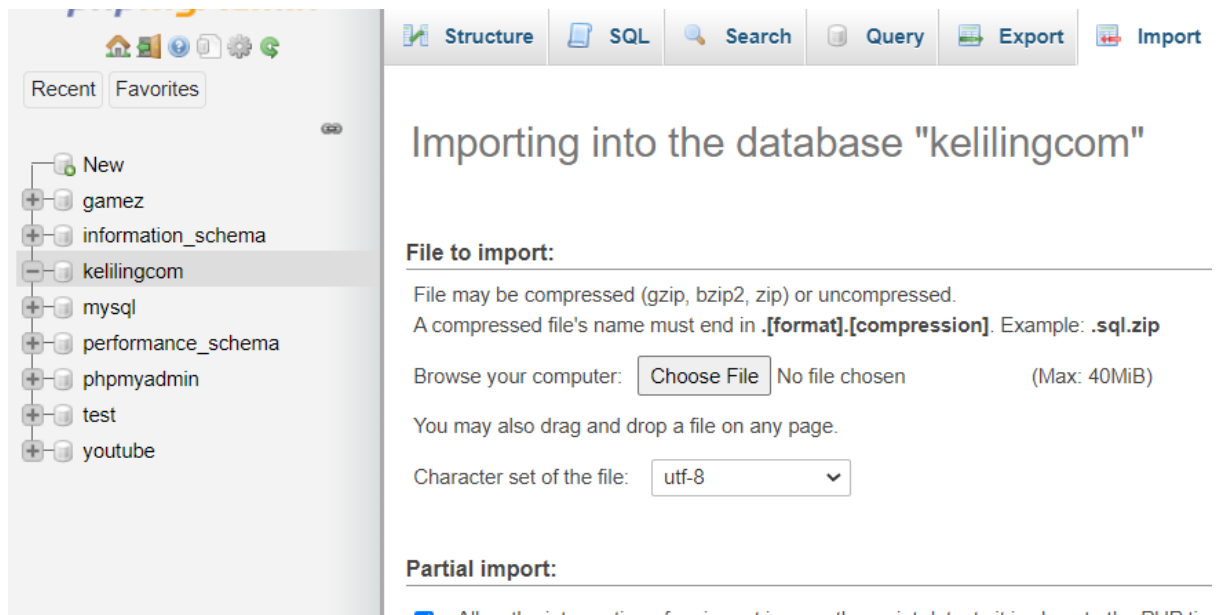 Recent Favorites
New
gamez
information_schema
kelilingcom
mysql
performance_schema
phpmyadmin
test
youtube
Structure SQL Search Query Export Import
Importing into the database "kelilingcom"
File to import:
File may be compressed (gzip, bzip2, zip) or uncompressed.
A compressed file's name must end in .[format].[compression]. Example: .sql.zip
Browse your computer: Choose File No file chosen (Max: 40MiB)
You may also drag and drop a file on any page.
Character set of the file: utf-8
Partial import: